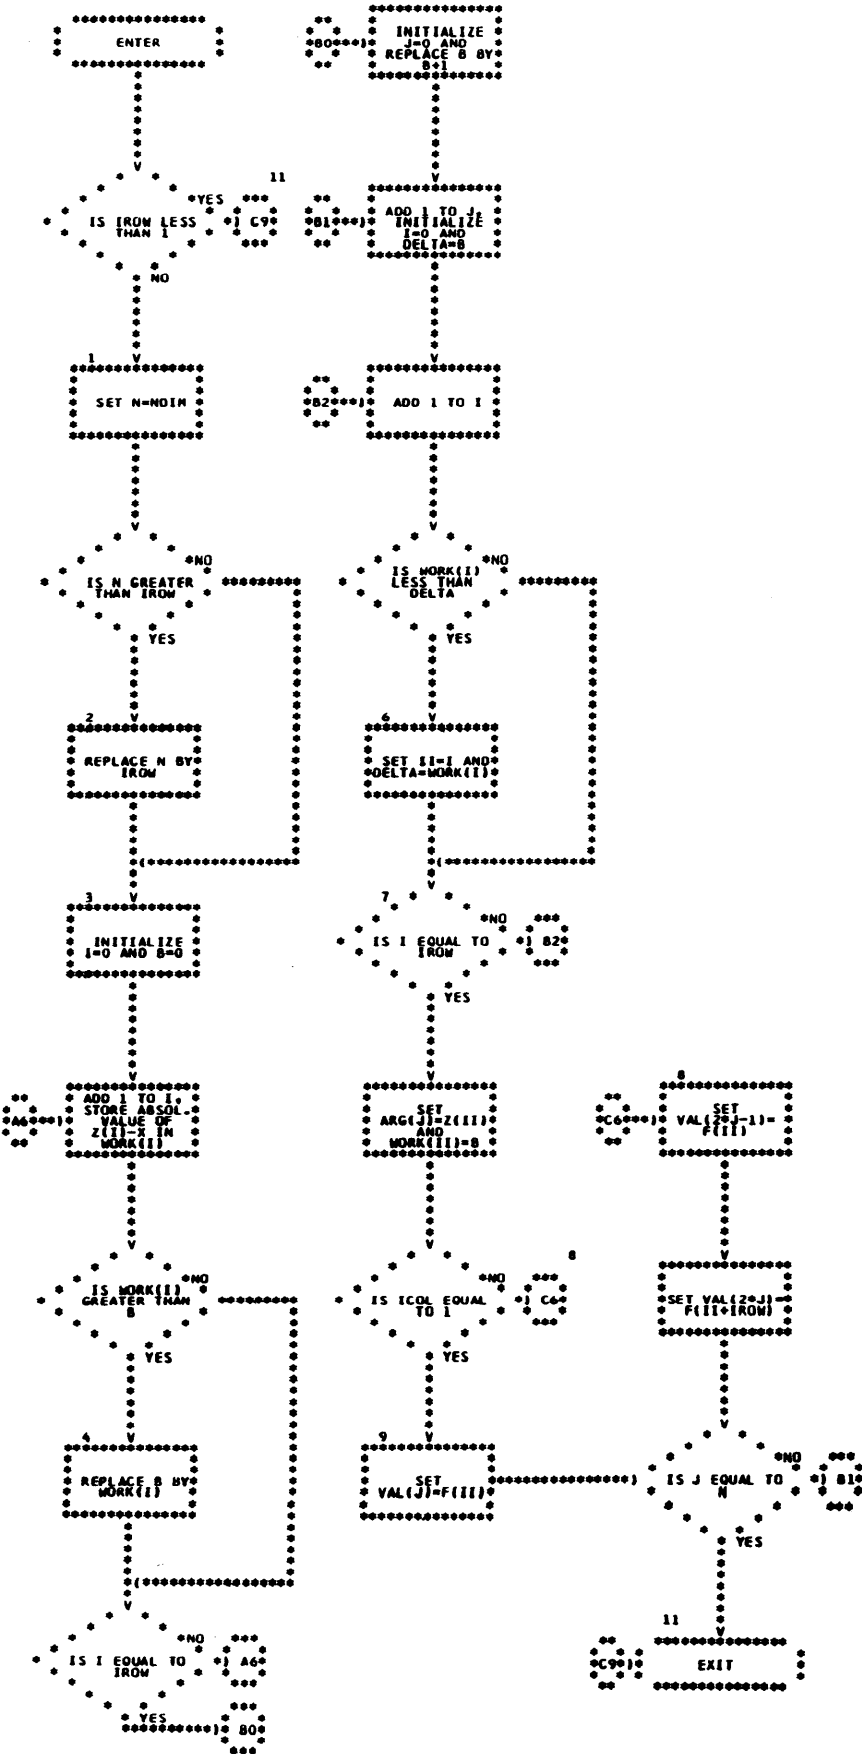 ENTER
YES
11
IS IROW LESS
THAN 1
C9
NO
1
SET N=NDIM
NO
IS N GREATER
THAN IROW
YES
2
REPLACE N BY
IROW
3
INITIALIZE
I=0 AND B=0
A6
ADD 1 TO I,
STORE ABSOL.
VALUE OF
Z(I)-X IN
WORK(I)
NO
IS WORK(I)
GREATER THAN
B
YES
4
REPLACE B BY
WORK(I)
NO
IS I EQUAL TO
IROW
A6
YES
B0
B0
INITIALIZE
J=0 AND
REPLACE B BY
B+1
B1
ADD 1 TO J,
INITIALIZE
I=0 AND
DELTA=B
B2
ADD 1 TO I
NO
IS WORK(I)
LESS THAN
DELTA
YES
6
SET II=I AND
DELTA=WORK(I)
7
NO
IS I EQUAL TO
IROW
B2
YES
SET
ARG(J)=Z(II)
AND
WORK(II)=B
8
NO
IS ICOL EQUAL
TO 1
C6
YES
9
SET
VAL(J)=F(II)
8
C6
SET
VAL(2*J-1)=
F(II)
SET VAL(2*J)=
F(II+IROW)
NO
IS J EQUAL TO
N
B1
YES
11
C9
EXIT